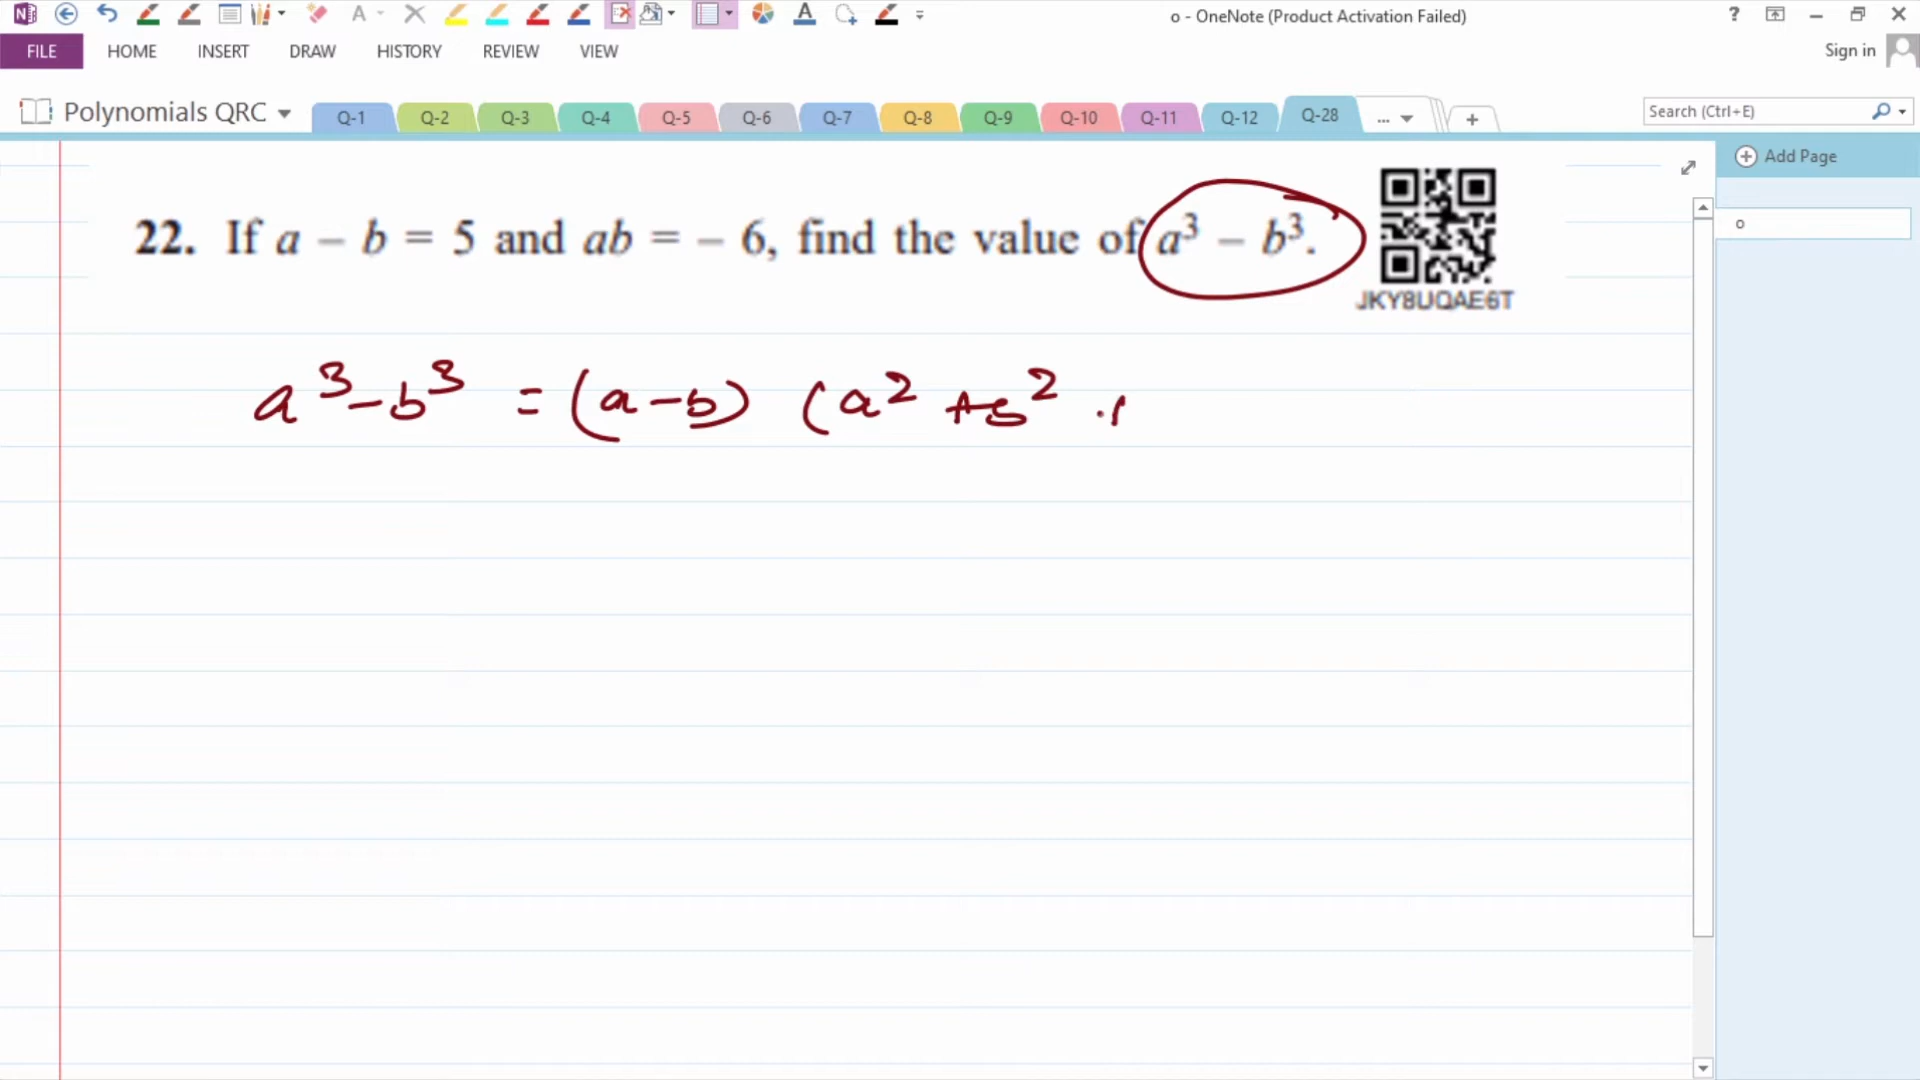 o - OneNote (Product Activation Failed)
FILE HOME INSERT DRAW HISTORY REVIEW VIEW
Sign in
Polynomials QRC Q-1 Q-2 Q-3 Q-4 Q-5 Q-6 Q-7 Q-8 Q-9 Q-10 Q-11 Q-12 Q-28 ... +
Search (Ctrl+E)
Add Page
o
22. If a – b = 5 and ab = – 6, find the value of a³ – b³.
JKY8UQAE6T
a³-b³ = (a-b) (a² +b²